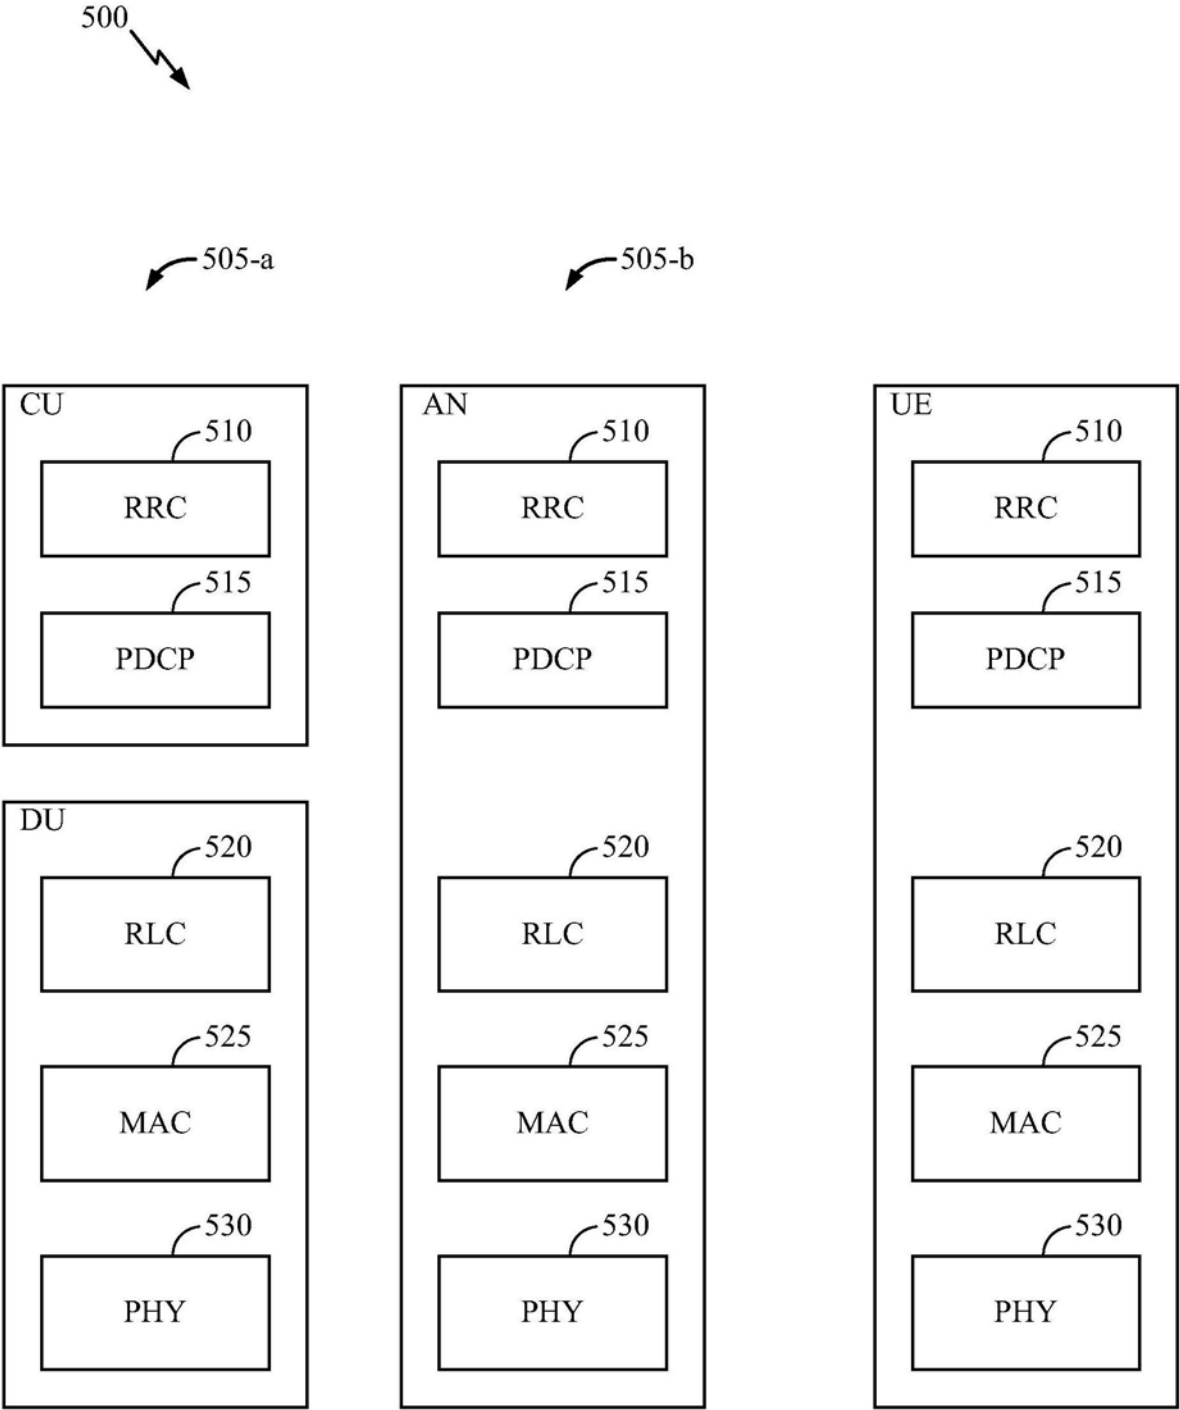 500
505-a 505-b
CU AN UE
510 510 510
RRC RRC RRC
515 515 515
PDCP PDCP PDCP
DU
520 520 520
RLC RLC RLC
525 525 525
MAC MAC MAC
530 530 530
PHY PHY PHY